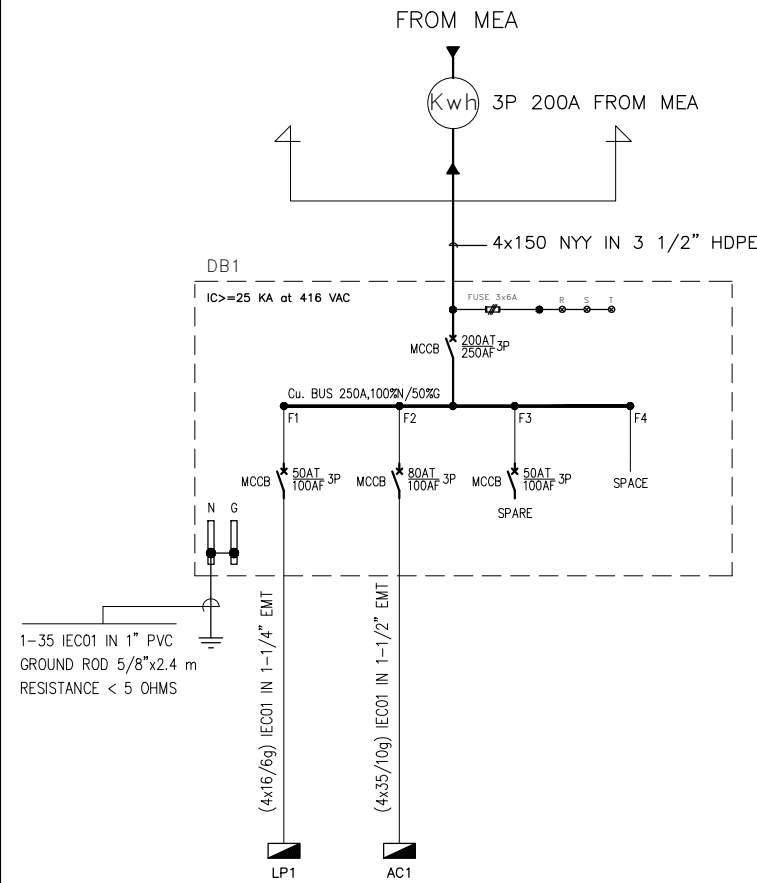 FROM MEA
Kwh
3P 200A FROM MEA
4x150 NYY IN 3 1/2" HDPE
DB1
IC>=25 KA at 416 VAC
FUSE 3x6A
R S T
MCCB
200AT
250AF
3P
Cu. BUS 250A,100%N/50%G
F1
F2
F3
F4
MCCB
50AT
100AF
3P
MCCB
80AT
100AF
3P
MCCB
50AT
100AF
3P
SPARE
SPACE
N G
1-35 IEC01 IN 1" PVC
GROUND ROD 5/8"x2.4 m
RESISTANCE < 5 OHMS
(4x16/6g) IEC01 IN 1-1/4" EMT
(4x35/10g) IEC01 IN 1-1/2" EMT
LP1
AC1